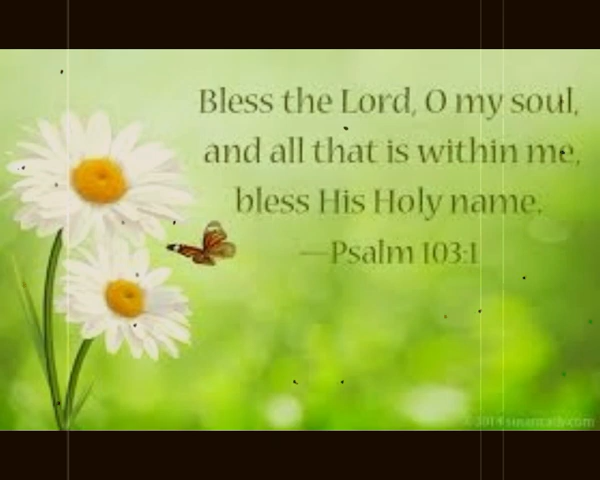 Bless the Lord, O my soul,
and all that is within me,
bless His Holy name.
—Psalm 103:1